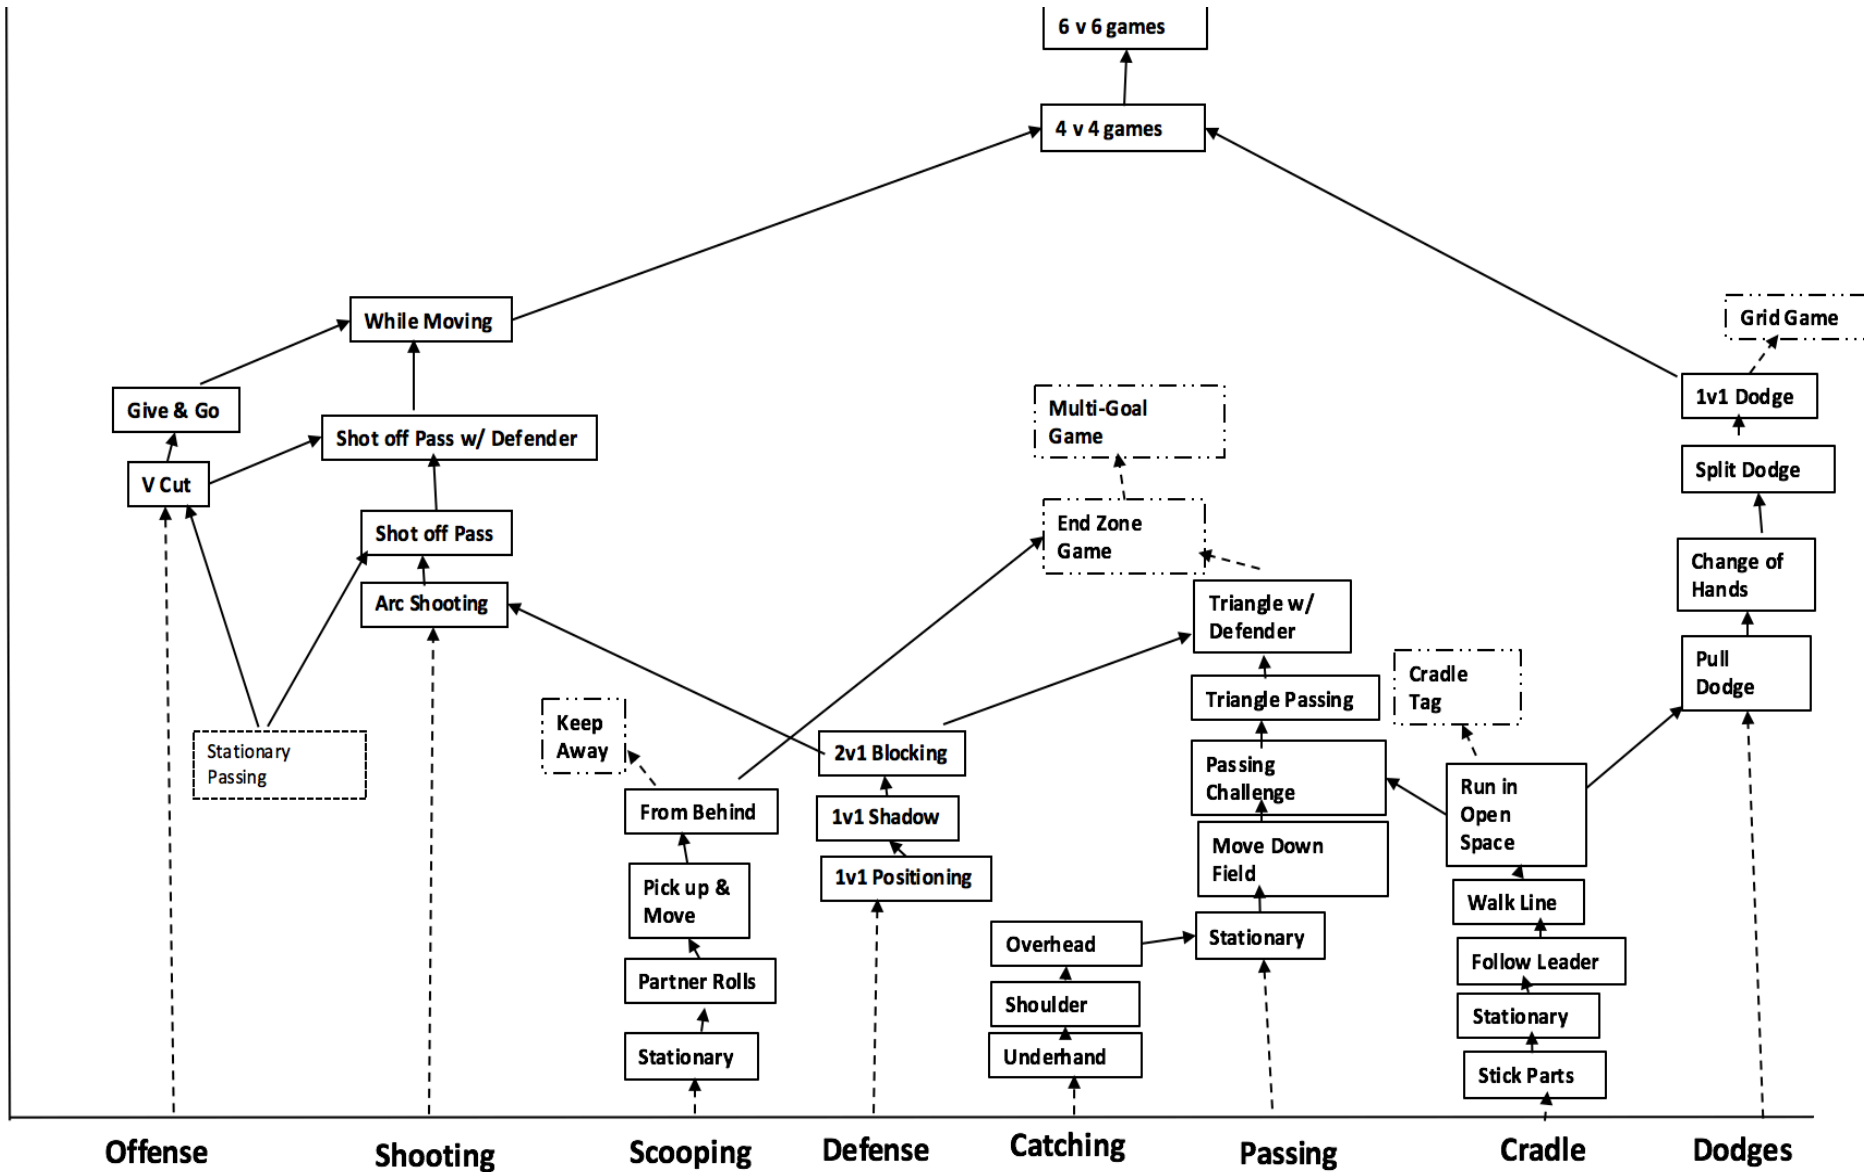 6 v 6 games
4 v 4 games
While Moving
Grid Game
Give & Go
1v1 Dodge
Multi-Goal
Game
Shot off Pass w/ Defender
V Cut
Split Dodge
Shot off Pass
End Zone
Game
Change of
Hands
Arc Shooting
Triangle w/
Defender
Pull
Dodge
Cradle
Tag
Triangle Passing
Keep
Away
Stationary
Passing
2v1 Blocking
Passing
Challenge
Run in
Open
Space
From Behind
1v1 Shadow
Move Down
Field
1v1 Positioning
Pick up &
Move
Walk Line
Overhead
Stationary
Follow Leader
Partner Rolls
Shoulder
Stationary
Stationary
Underhand
Stick Parts
Offense
Shooting
Scooping
Defense
Catching
Passing
Cradle
Dodges